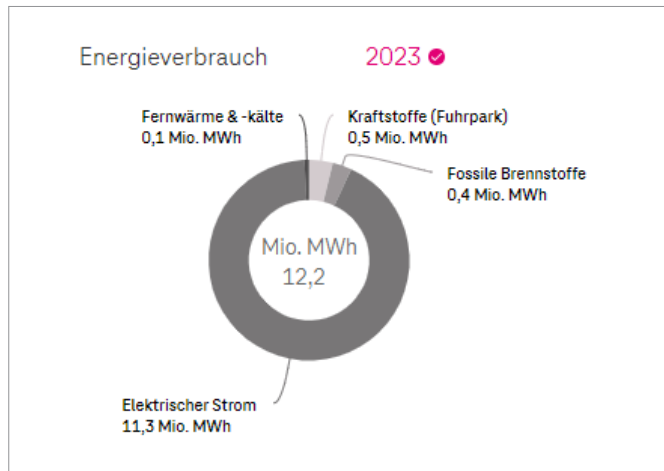 Energieverbrauch 2023
Fernwärme & -kälte
0,1 Mio. MWh
Kraftstoffe (Fuhrpark)
0,5 Mio. MWh
Fossile Brennstoffe
0,4 Mio. MWh
Mio. MWh
12,2
Elektrischer Strom
11,3 Mio. MWh